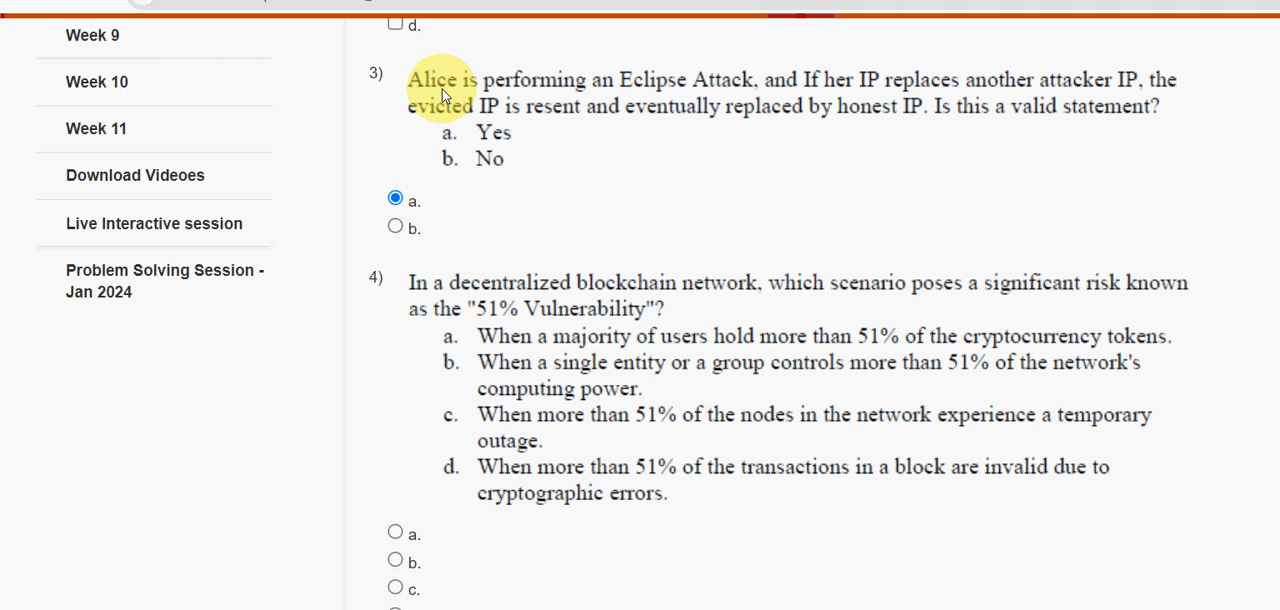 Week 9
Week 10
Week 11
Download Videoes
Live Interactive session
Problem Solving Session -
Jan 2024
d.
3) Alice is performing an Eclipse Attack, and If her IP replaces another attacker IP, the
evicted IP is resent and eventually replaced by honest IP. Is this a valid statement?
a. Yes
b. No
a.
b.
4) In a decentralized blockchain network, which scenario poses a significant risk known
as the "51% Vulnerability"?
a. When a majority of users hold more than 51% of the cryptocurrency tokens.
b. When a single entity or a group controls more than 51% of the network's
computing power.
c. When more than 51% of the nodes in the network experience a temporary
outage.
d. When more than 51% of the transactions in a block are invalid due to
cryptographic errors.
a.
b.
c.